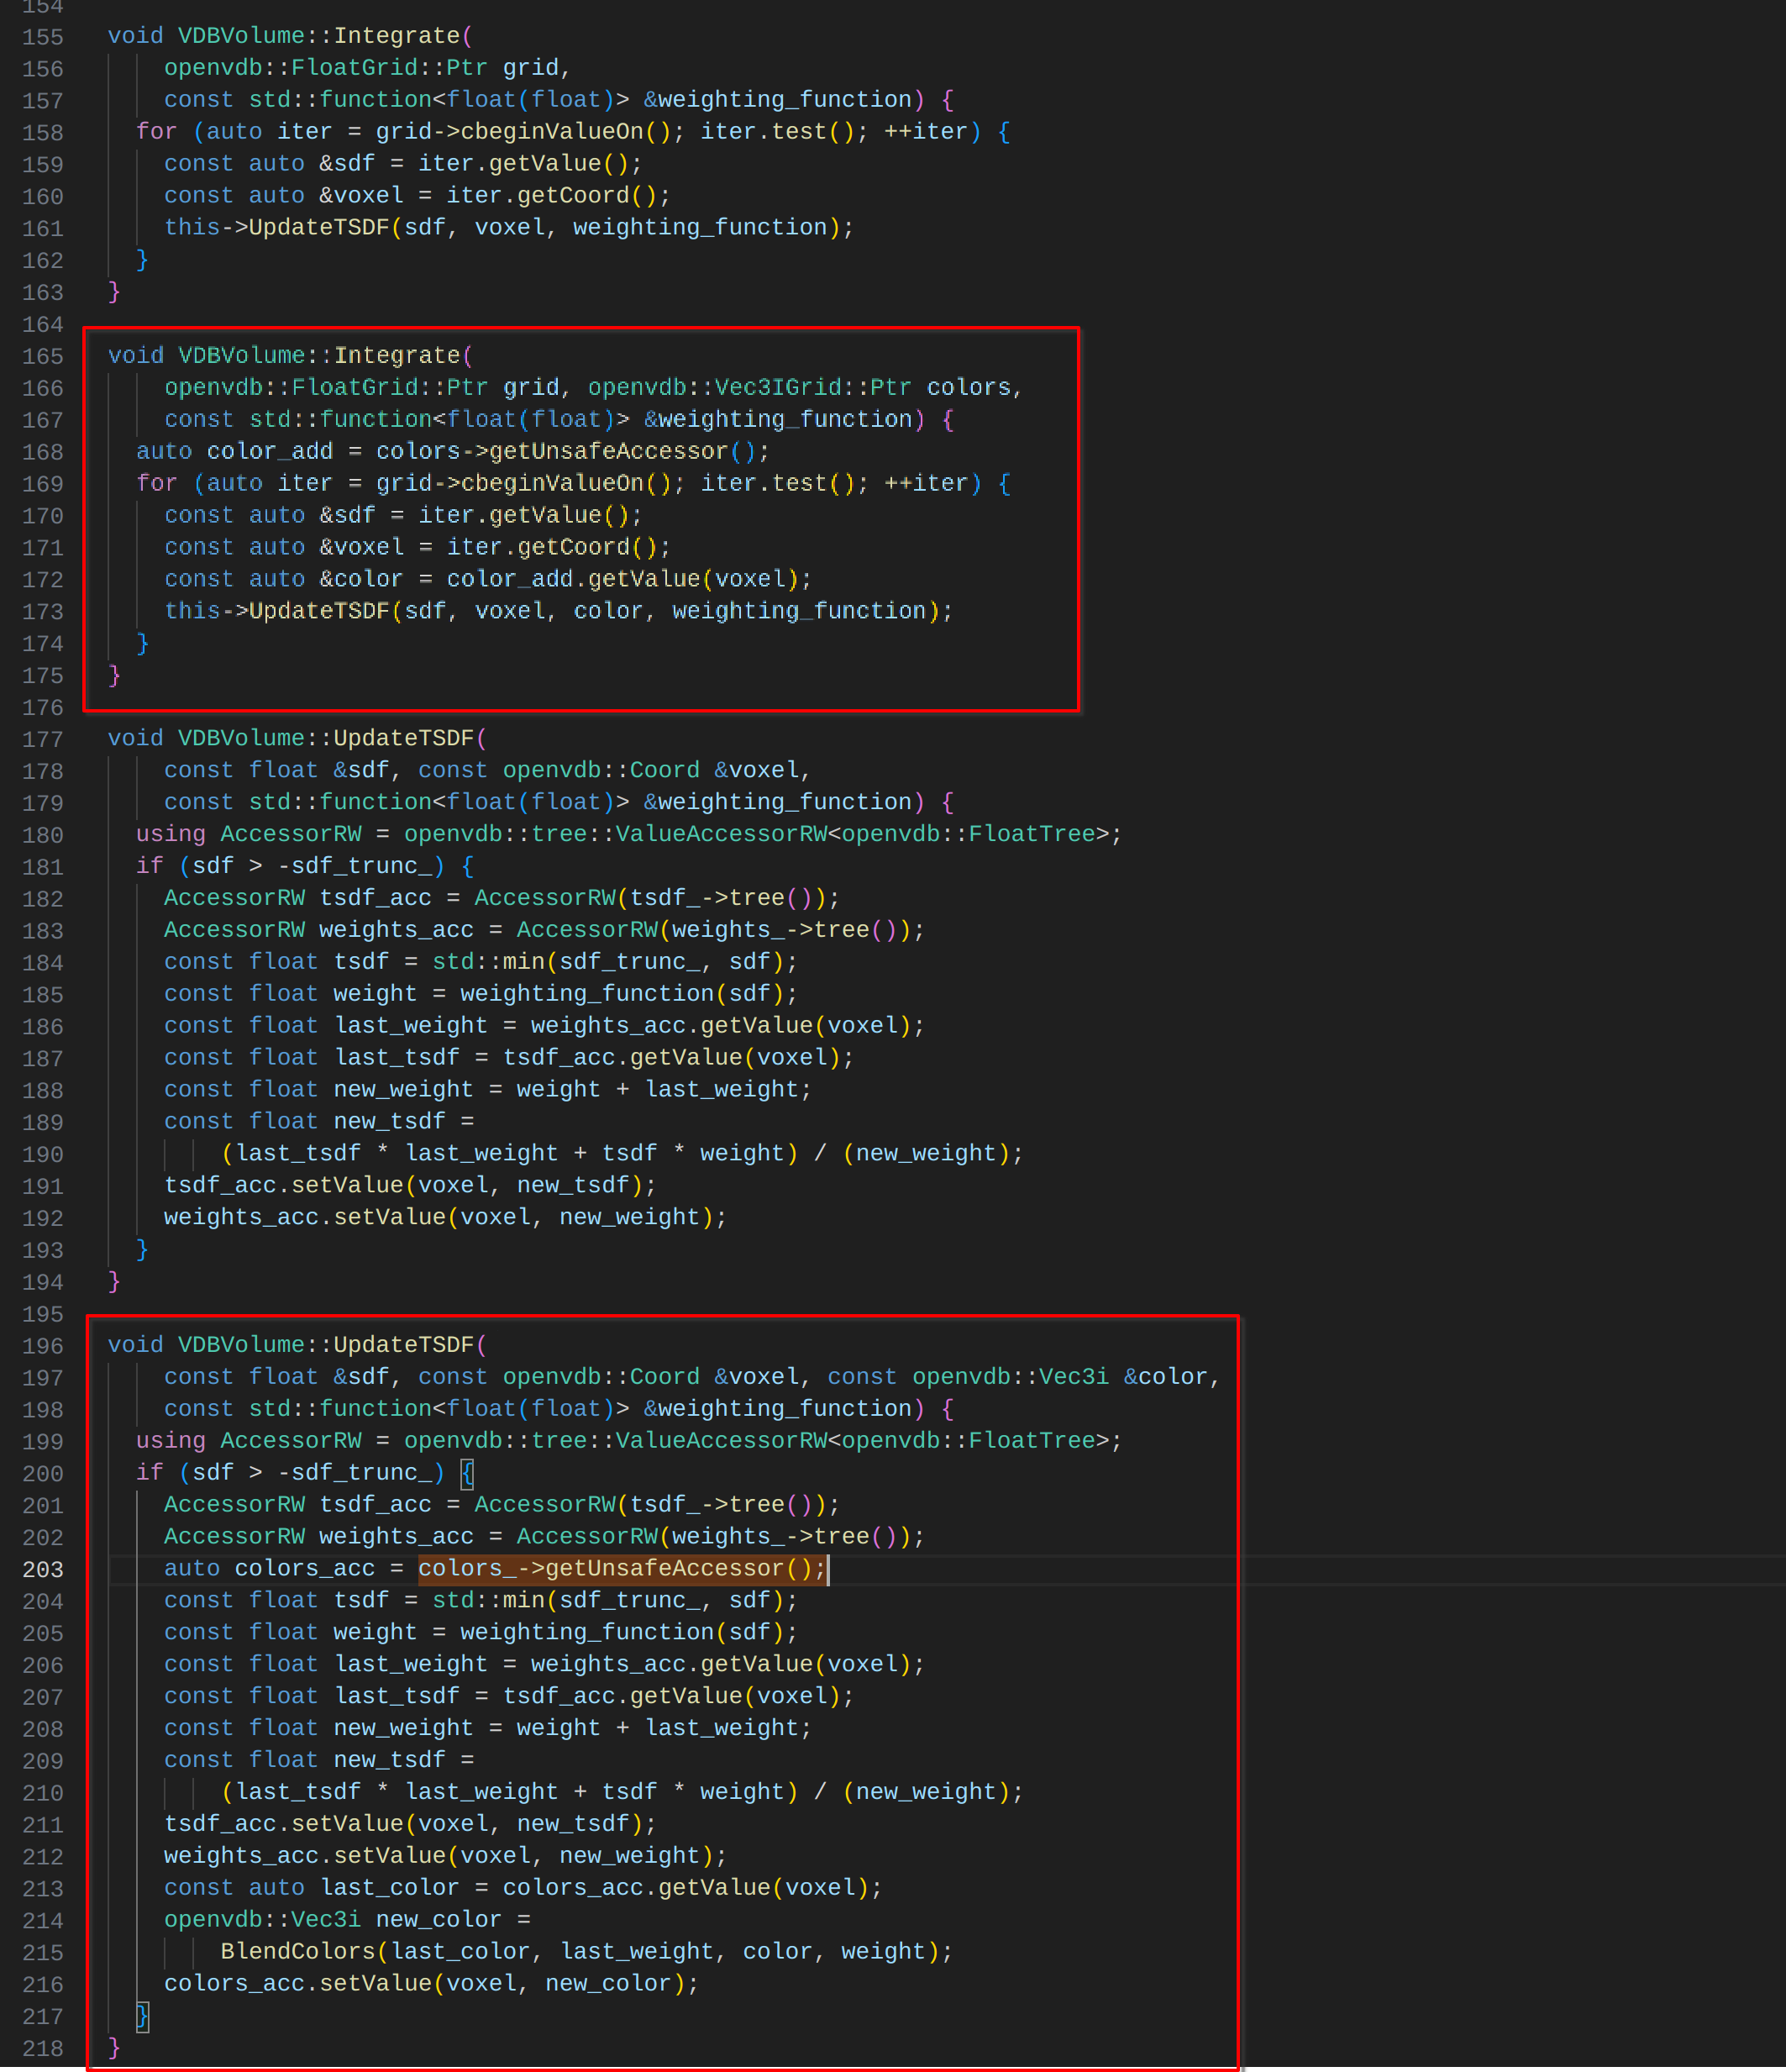 154
155 void VDBVolume::Integrate(
156 openvdb::FloatGrid::Ptr grid,
157 const std::function<float(float)> &weighting_function) {
158 for (auto iter = grid->cbeginValueOn(); iter.test(); ++iter) {
159 const auto &sdf = iter.getValue();
160 const auto &voxel = iter.getCoord();
161 this->UpdateTSDF(sdf, voxel, weighting_function);
162 }
163 }
164
165 void VDBVolume::Integrate(
166 openvdb::FloatGrid::Ptr grid, openvdb::Vec3IGrid::Ptr colors,
167 const std::function<float(float)> &weighting_function) {
168 auto color_add = colors->getUnsafeAccessor();
169 for (auto iter = grid->cbeginValueOn(); iter.test(); ++iter) {
170 const auto &sdf = iter.getValue();
171 const auto &voxel = iter.getCoord();
172 const auto &color = color_add.getValue(voxel);
173 this->UpdateTSDF(sdf, voxel, color, weighting_function);
174 }
175 }
176
177 void VDBVolume::UpdateTSDF(
178 const float &sdf, const openvdb::Coord &voxel,
179 const std::function<float(float)> &weighting_function) {
180 using AccessorRW = openvdb::tree::ValueAccessorRW<openvdb::FloatTree>;
181 if (sdf > -sdf_trunc_) {
182 AccessorRW tsdf_acc = AccessorRW(tsdf_->tree());
183 AccessorRW weights_acc = AccessorRW(weights_->tree());
184 const float tsdf = std::min(sdf_trunc_, sdf);
185 const float weight = weighting_function(sdf);
186 const float last_weight = weights_acc.getValue(voxel);
187 const float last_tsdf = tsdf_acc.getValue(voxel);
188 const float new_weight = weight + last_weight;
189 const float new_tsdf =
190 (last_tsdf * last_weight + tsdf * weight) / (new_weight);
191 tsdf_acc.setValue(voxel, new_tsdf);
192 weights_acc.setValue(voxel, new_weight);
193 }
194 }
195
196 void VDBVolume::UpdateTSDF(
197 const float &sdf, const openvdb::Coord &voxel, const openvdb::Vec3i &color,
198 const std::function<float(float)> &weighting_function) {
199 using AccessorRW = openvdb::tree::ValueAccessorRW<openvdb::FloatTree>;
200 if (sdf > -sdf_trunc_) {
201 AccessorRW tsdf_acc = AccessorRW(tsdf_->tree());
202 AccessorRW weights_acc = AccessorRW(weights_->tree());
203 auto colors_acc = colors_->getUnsafeAccessor();
204 const float tsdf = std::min(sdf_trunc_, sdf);
205 const float weight = weighting_function(sdf);
206 const float last_weight = weights_acc.getValue(voxel);
207 const float last_tsdf = tsdf_acc.getValue(voxel);
208 const float new_weight = weight + last_weight;
209 const float new_tsdf =
210 (last_tsdf * last_weight + tsdf * weight) / (new_weight);
211 tsdf_acc.setValue(voxel, new_tsdf);
212 weights_acc.setValue(voxel, new_weight);
213 const auto last_color = colors_acc.getValue(voxel);
214 openvdb::Vec3i new_color =
215 BlendColors(last_color, last_weight, color, weight);
216 colors_acc.setValue(voxel, new_color);
217 }
218 }